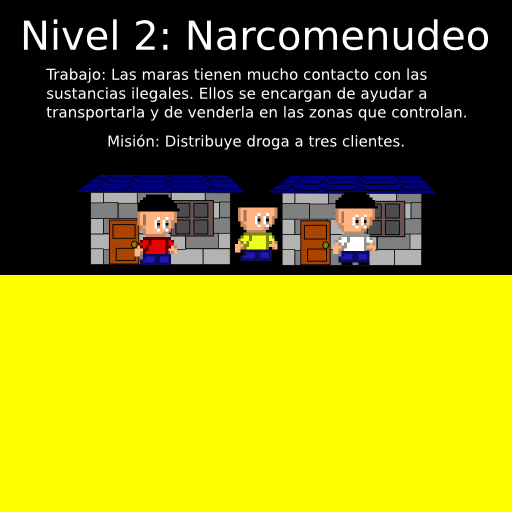 Nivel 2: Narcomenudeo
Trabajo: Las maras tienen mucho contacto con las
sustancias ilegales. Ellos se encargan de ayudar a
transportarla y de venderla en las zonas que controlan.
Misión: Distribuye droga a tres clientes.